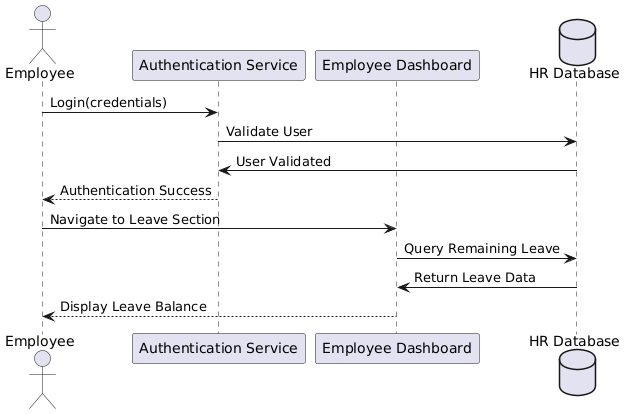 Employee
Authentication Service
Employee Dashboard
HR Database
Login(credentials)
Validate User
User Validated
Authentication Success
Navigate to Leave Section
Query Remaining Leave
Return Leave Data
Display Leave Balance
Employee
Authentication Service
Employee Dashboard
HR Database